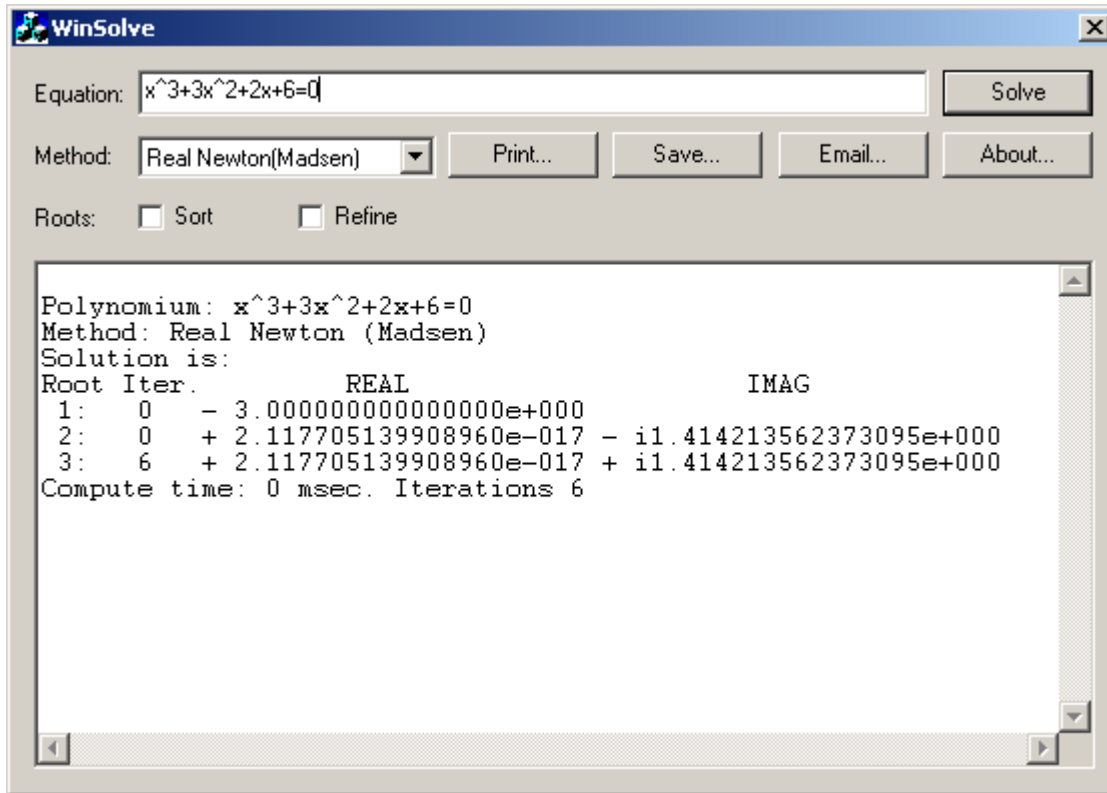 WinSolve
Equation: x^3+3x^2+2x+6=0 Solve
Method: Real Newton(Madsen) Print... Save... Email... About...
Roots: Sort Refine
Polynomium: x^3+3x^2+2x+6=0
Method: Real Newton (Madsen)
Solution is:
Root Iter. REAL IMAG
1: 0 - 3.000000000000000e+000
2: 0 + 2.117705139908960e-017 - i1.414213562373095e+000
3: 6 + 2.117705139908960e-017 + i1.414213562373095e+000
Compute time: 0 msec. Iterations 6